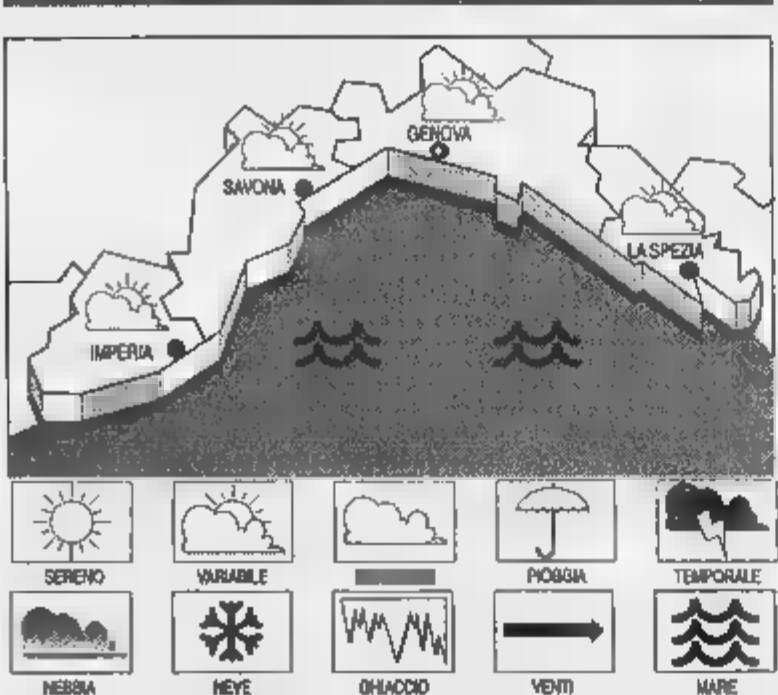 GENOVA
SAVONA
LA SPEZIA
IMPERIA
SERENO VARIABILE PIOGGIA TEMPORALE
NEBBIA NEVE GHIACCIO VENTI MARE